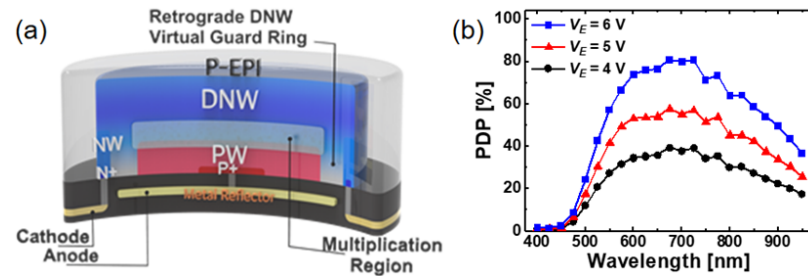 (a)
Retrograde DNW
Virtual Guard Ring
P-EPI
DNW
NW
PW
N+
P+
Metal Reflector
Cathode
Anode
Multiplication
Region
(b)
100
80
60
40
20
0
PDP [%]
V_E = 6 V
V_E = 5 V
V_E = 4 V
400 500 600 700 800 900
Wavelength [nm]